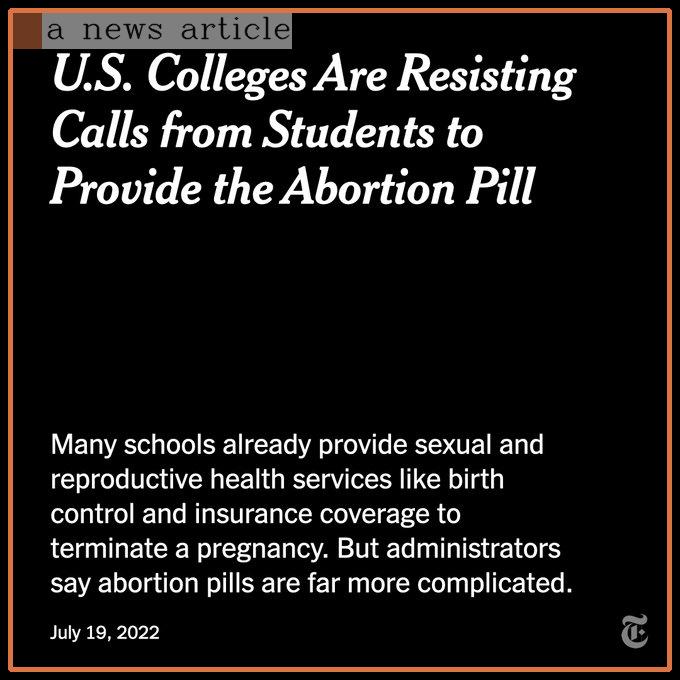 a news article
U.S. Colleges Are Resisting
Calls from Students to
Provide the Abortion Pill
Many schools already provide sexual and
reproductive health services like birth
control and insurance coverage to
terminate a pregnancy. But administrators
say abortion pills are far more complicated.
July 19, 2022
T